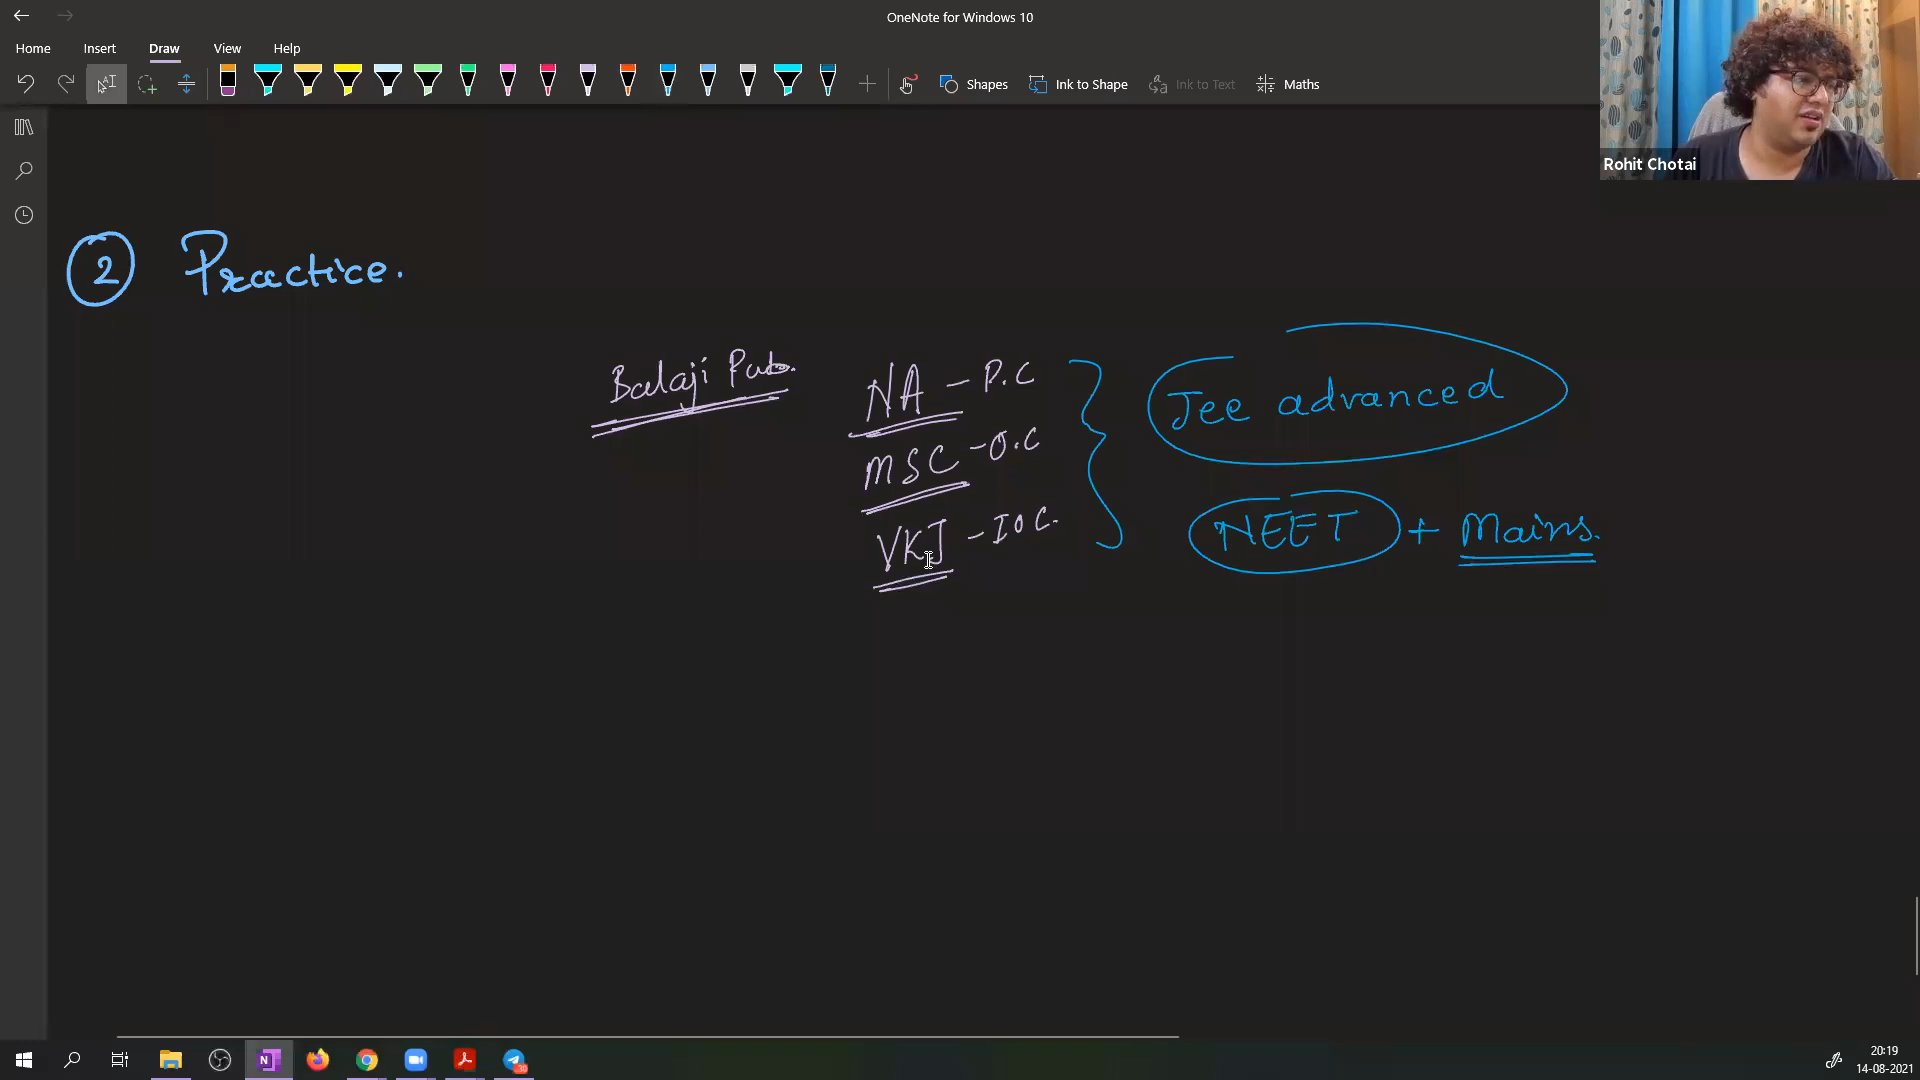 OneNote for Windows 10
Home Insert Draw View Help
Shapes Ink to Shape Ink to Text Maths
Rohit Chotai
2 Practice.
Balaji Pub.
NA - P.C
MSC - O.C
VKJ - IOC.
Jee advanced
NEET + Mains.
20:19
14-08-2021